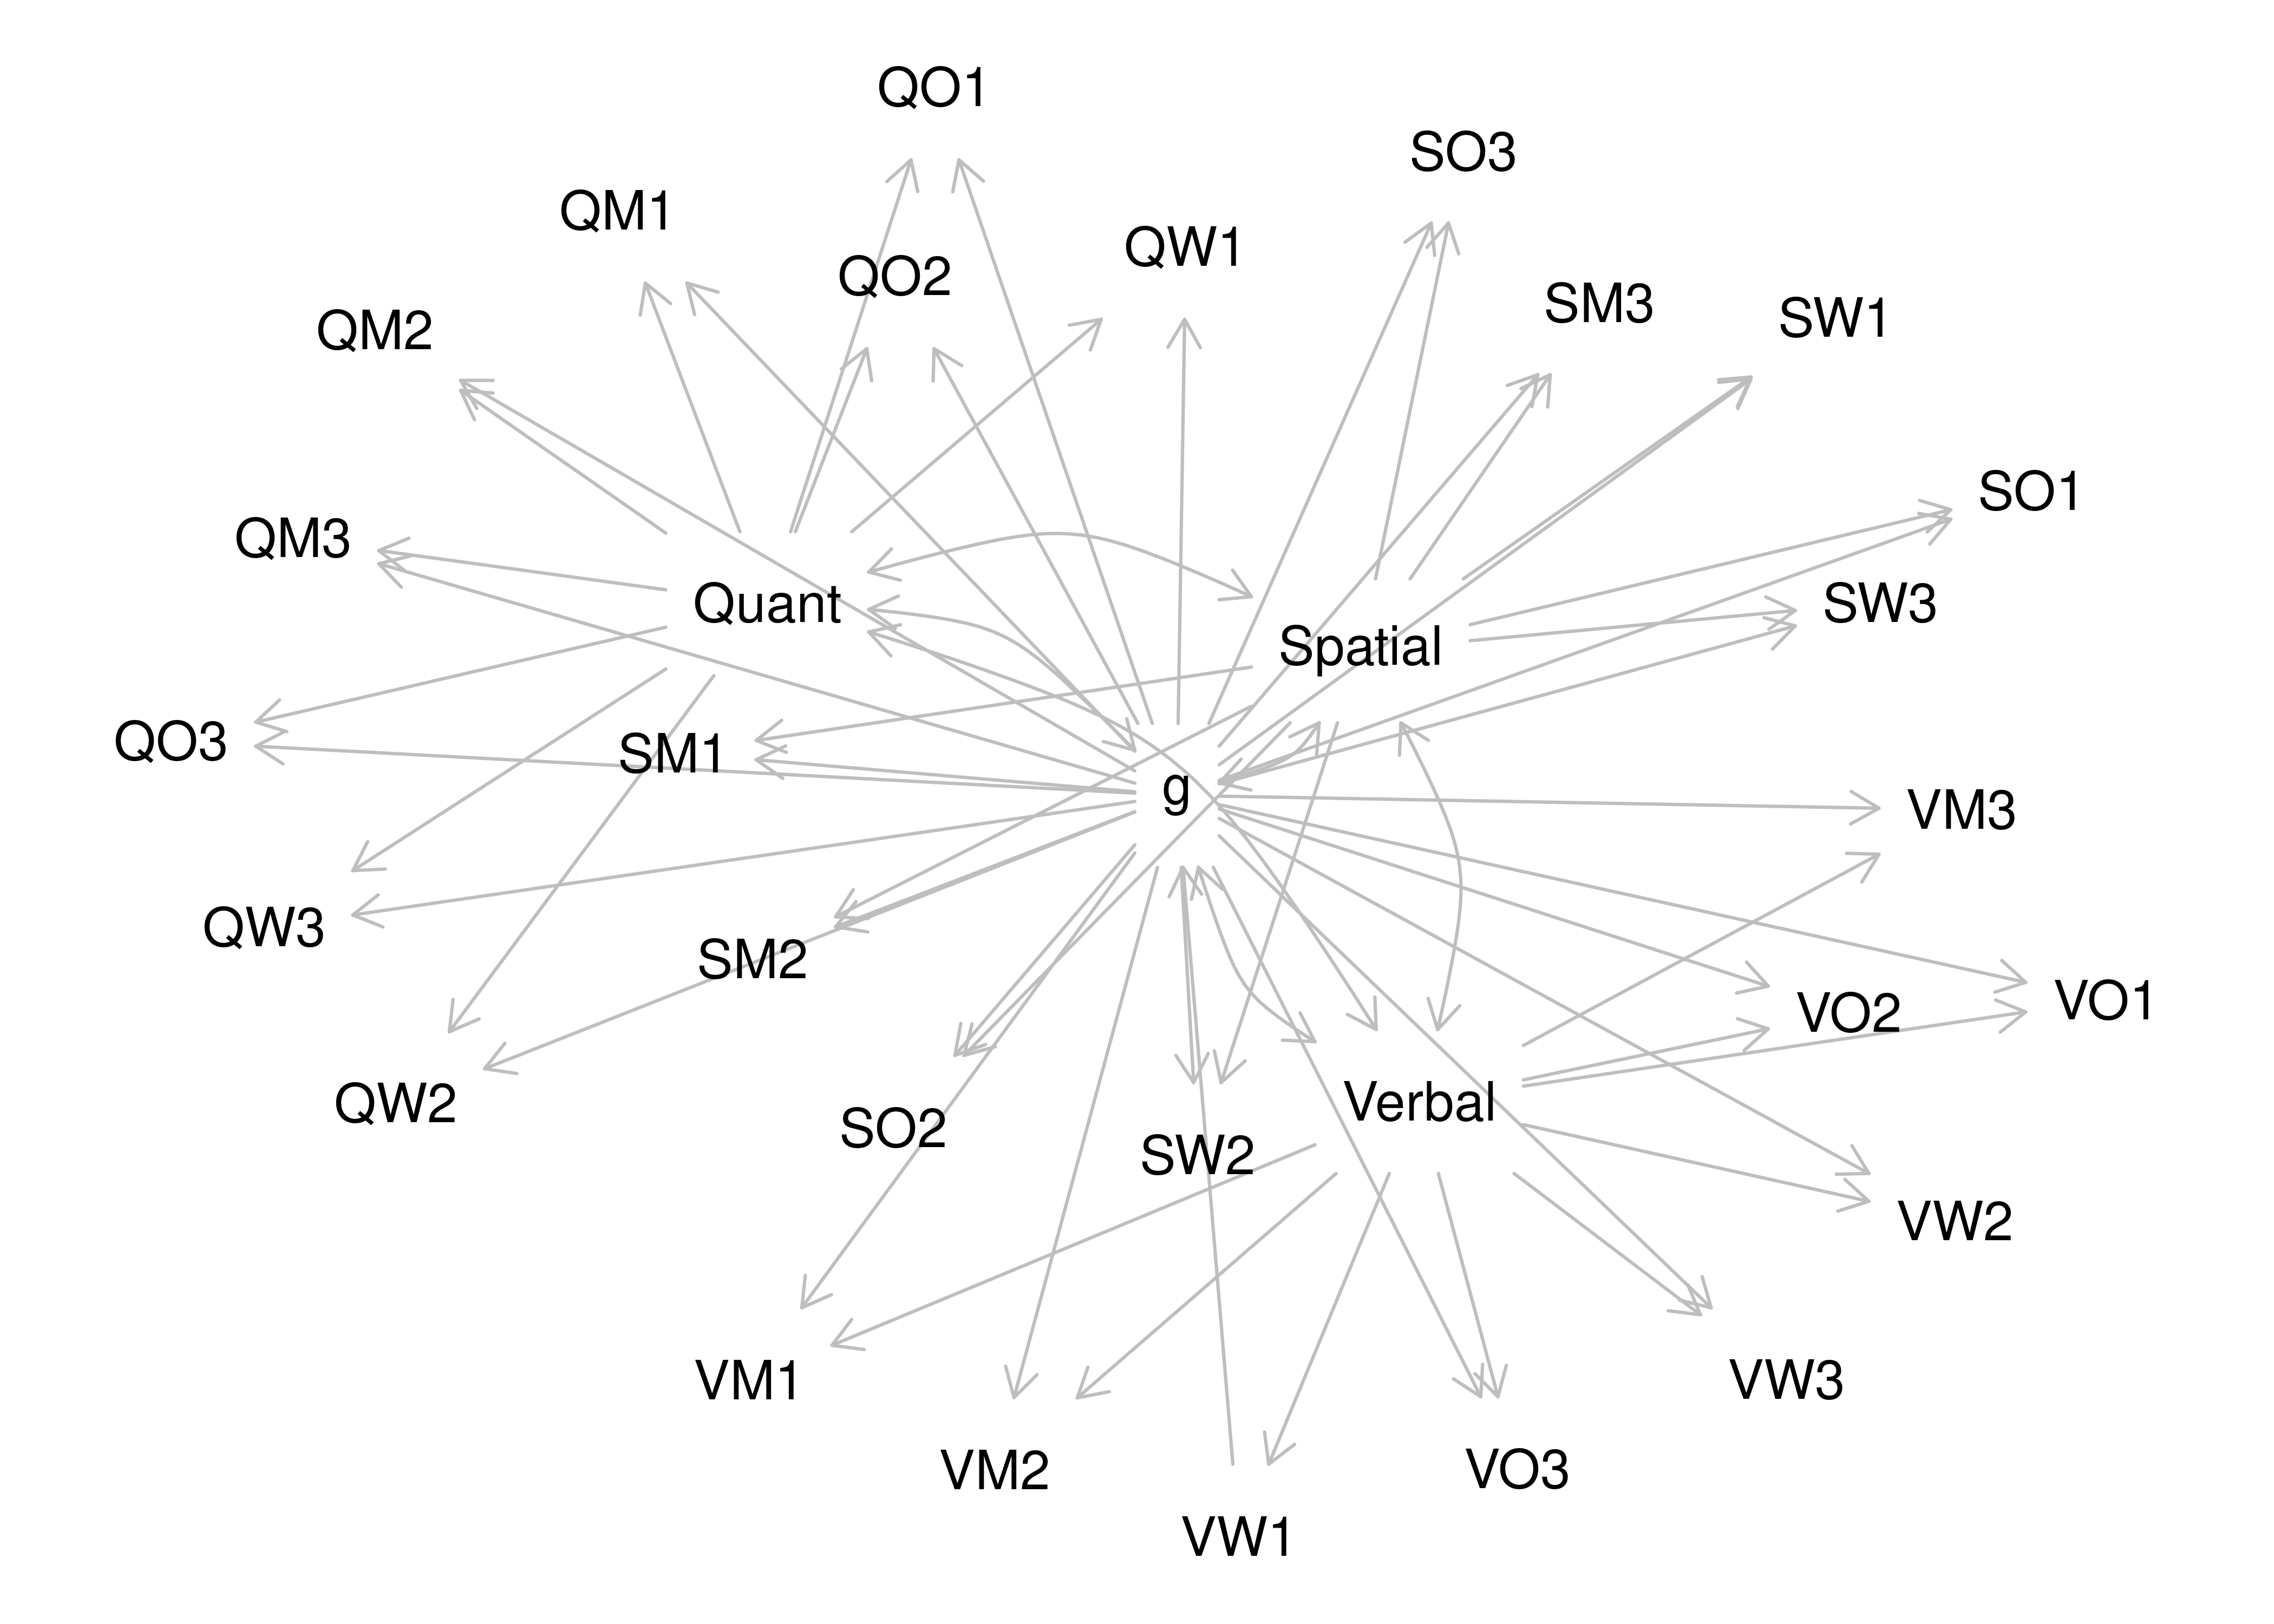 QO1
SO3
QM1
QW1
QO2
SM3
SW1
QM2
SO1
QM3
Quant
SW3
Spatial
QO3
SM1
g
VM3
QW3
SM2
VO1
VO2
QW2
Verbal
SO2
SW2
VW2
VM1
VW3
VM2
VO3
VW1